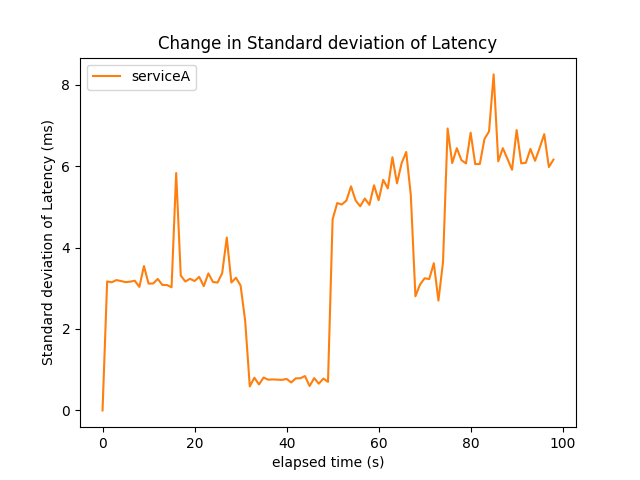 Change in Standard deviation of Latency
serviceA
Standard deviation of Latency (ms)
8
6
4
2
0
0 20 40 60 80 100
elapsed time (s)